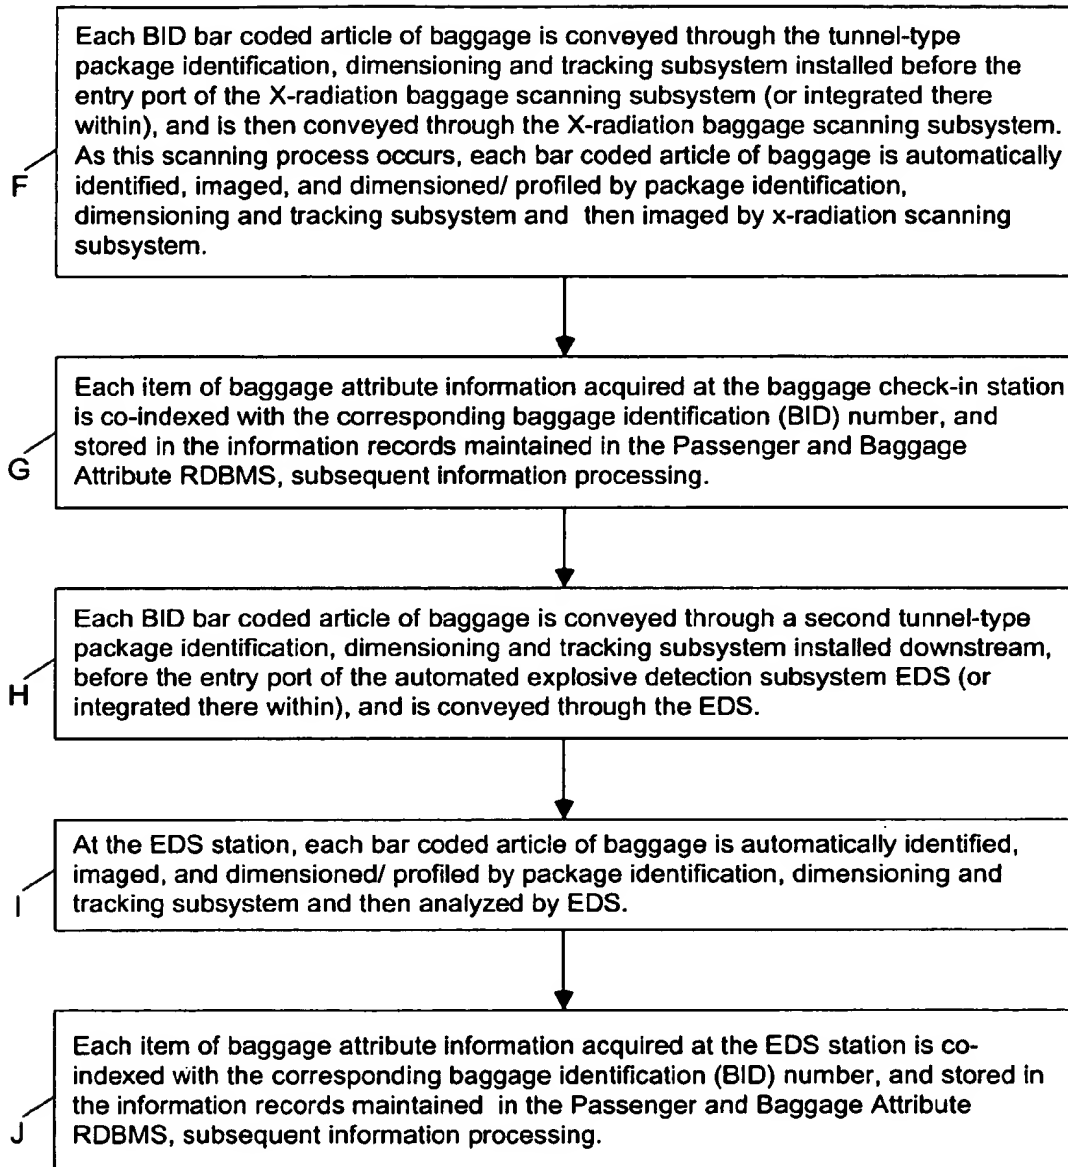 Each BID bar coded article of baggage is conveyed through the tunnel-type
package identification, dimensioning and tracking subsystem installed before the
entry port of the X-radiation baggage scanning subsystem (or integrated there
within), and is then conveyed through the X-radiation baggage scanning subsystem.
As this scanning process occurs, each bar coded article of baggage is automatically
identified, imaged, and dimensioned/ profiled by package identification,
dimensioning and tracking subsystem and then imaged by x-radiation scanning
subsystem.
F
Each item of baggage attribute information acquired at the baggage check-in station
is co-indexed with the corresponding baggage identification (BID) number, and
stored in the information records maintained in the Passenger and Baggage
Attribute RDBMS, subsequent information processing.
G
Each BID bar coded article of baggage is conveyed through a second tunnel-type
package identification, dimensioning and tracking subsystem installed downstream,
before the entry port of the automated explosive detection subsystem EDS (or
integrated there within), and is conveyed through the EDS.
H
At the EDS station, each bar coded article of baggage is automatically identified,
imaged, and dimensioned/ profiled by package identification, dimensioning and
tracking subsystem and then analyzed by EDS.
I
Each item of baggage attribute information acquired at the EDS station is co-
indexed with the corresponding baggage identification (BID) number, and stored in
the information records maintained in the Passenger and Baggage Attribute
RDBMS, subsequent information processing.
J